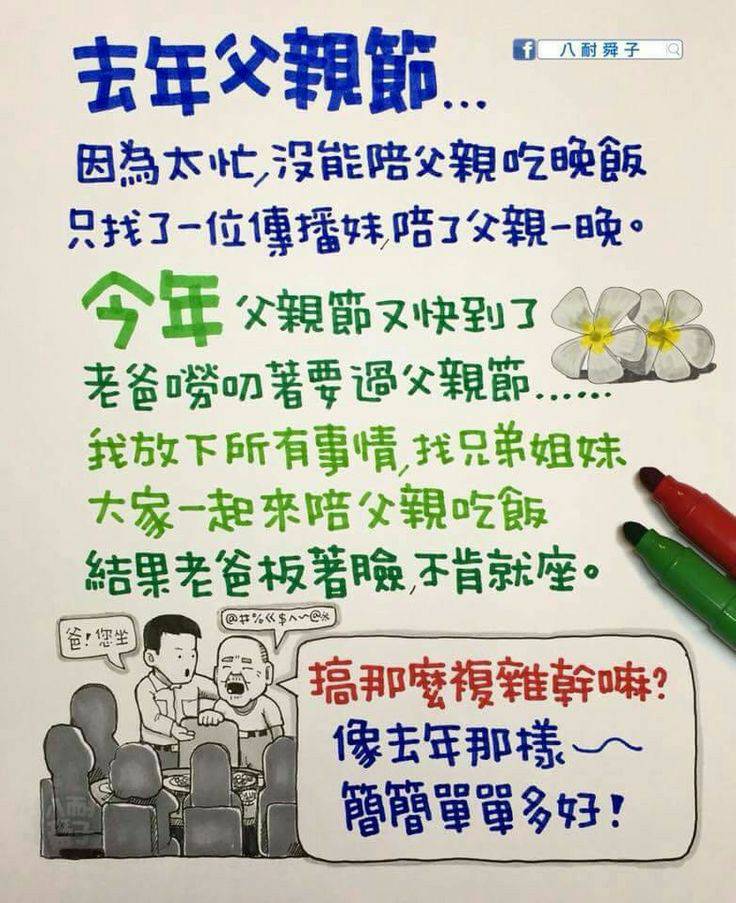 去年父親節...
f 八耐舜子
因為太忙,沒能陪父親吃晚飯
只找了一位傳播妹,陪了父親一晚。
今年父親節又快到了
老爸嘮叨著要過父親節......
我放下所有事情,找兄弟姐妹
大家一起來陪父親吃飯
結果老爸板著臉,不肯就座。
爸!您坐
@#%巜$^~@*
搞那麼複雜幹嘛?
像去年那樣~
簡簡單單多好!